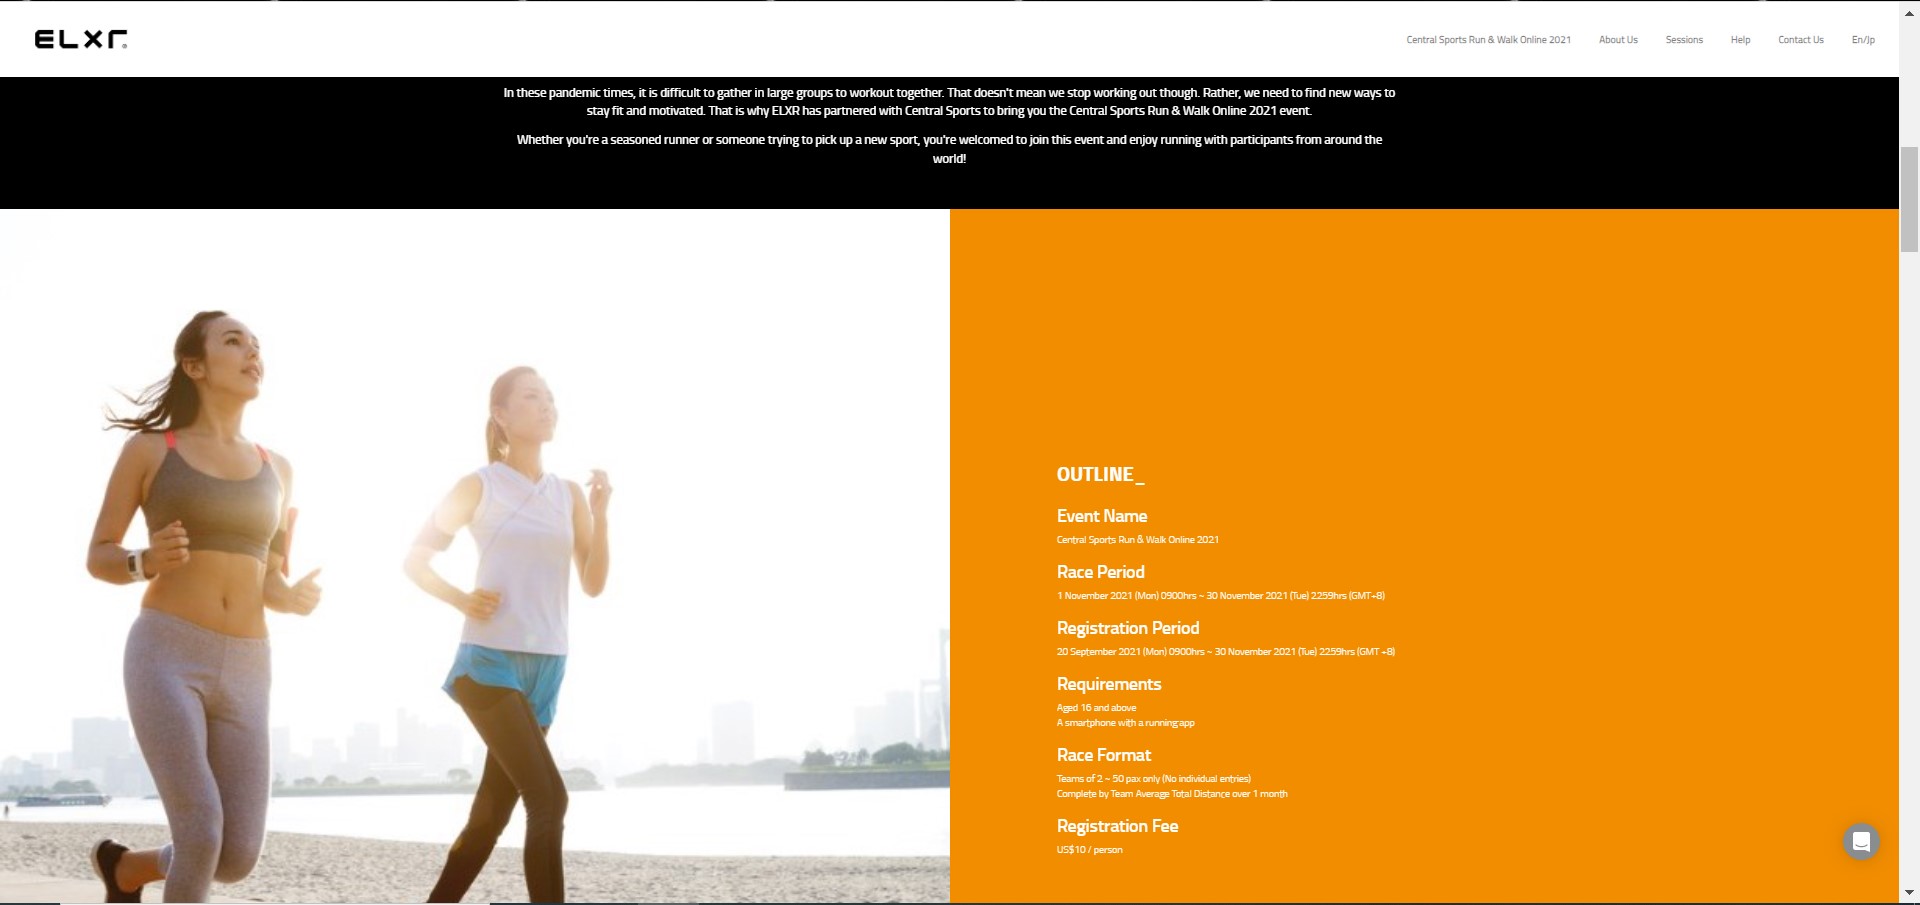 ELXR
Central Sports Run & Walk Online 2021
About Us
Sessions
Help
Contact Us
En/Jp
In these pandemic times, it is difficult to gather in large groups to workout together. That doesn't mean we stop working out though. Rather, we need to find new ways to
stay fit and motivated. That is why ELXR has partnered with Central Sports to bring you the Central Sports Run & Walk Online 2021 event.
Whether you're a seasoned runner or someone trying to pick up a new sport, you're welcomed to join this event and enjoy running with participants from around the
world!
OUTLINE_
Event Name
Central Sports Run & Walk Online 2021
Race Period
1 November 2021 (Mon) 0900hrs ~ 30 November 2021 (Tue) 2259hrs (GMT+8)
Registration Period
20 September 2021 (Mon) 0900hrs ~ 30 November 2021 (Tue) 2259hrs (GMT +8)
Requirements
Aged 16 and above
A smartphone with a running app
Race Format
Teams of 2 ~ 50 pax only (No individual entries)
Complete by Team Average Total Distance over 1 month
Registration Fee
US$10 / person